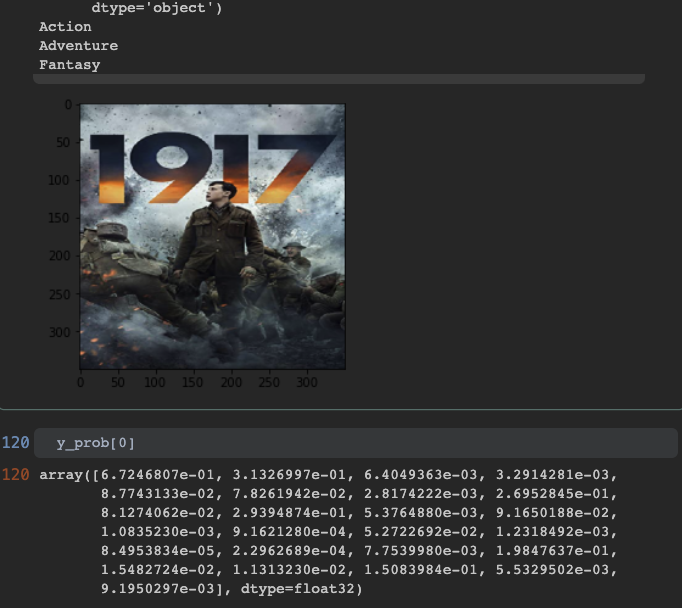 dtype='object')
Action
Adventure
Fantasy
0
50
100
150
200
250
300
1917
0 50 100 150 200 250 300
120 y_prob[0]
120 array([6.7246807e-01, 3.1326997e-01, 6.4049363e-03, 3.2914281e-03,
8.7743133e-02, 7.8261942e-02, 2.8174222e-03, 2.6952845e-01,
8.1274062e-02, 2.9394874e-01, 5.3764880e-03, 9.1650188e-02,
1.0835230e-03, 9.1621280e-04, 5.2722692e-02, 1.2318492e-03,
8.4953834e-05, 2.2962689e-04, 7.7539980e-03, 1.9847637e-01,
1.5482724e-02, 1.1313230e-02, 1.5083984e-01, 5.5329502e-03,
9.1950297e-03], dtype=float32)